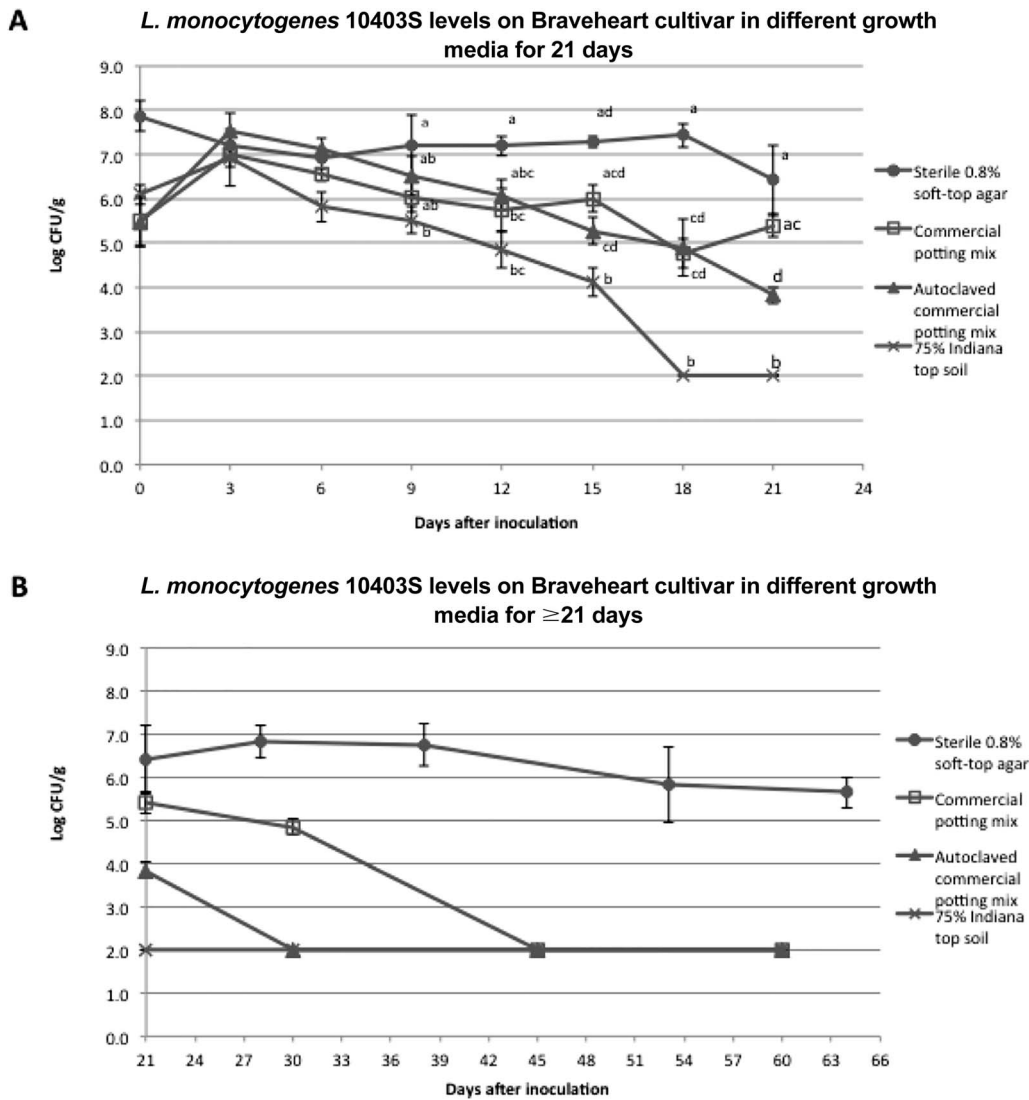 A
L. monocytogenes 10403S levels on Braveheart cultivar in different growth
media for 21 days
9.0
8.0
7.0
6.0
5.0
4.0
3.0
2.0
1.0
0.0
Log CFU/g
a
a
ad
a
a
ab
abc
acd
ab
b
bc
bc
cd
b
cd
cd
b
ac
d
b
0
3
6
9
12
15
18
21
24
Days after inoculation
Sterile 0.8%
soft-top agar
Commercial
potting mix
Autoclaved
commercial
potting mix
75% Indiana
top soil
B
L. monocytogenes 10403S levels on Braveheart cultivar in different growth
media for ≧21 days
9.0
8.0
7.0
6.0
5.0
4.0
3.0
2.0
1.0
0.0
Log CFU/g
21
24
27
30
33
36
39
42
45
48
51
54
57
60
63
66
Days after inoculation
Sterile 0.8%
soft-top agar
Commercial
potting mix
Autoclaved
commercial
potting mix
75% Indiana
top soil